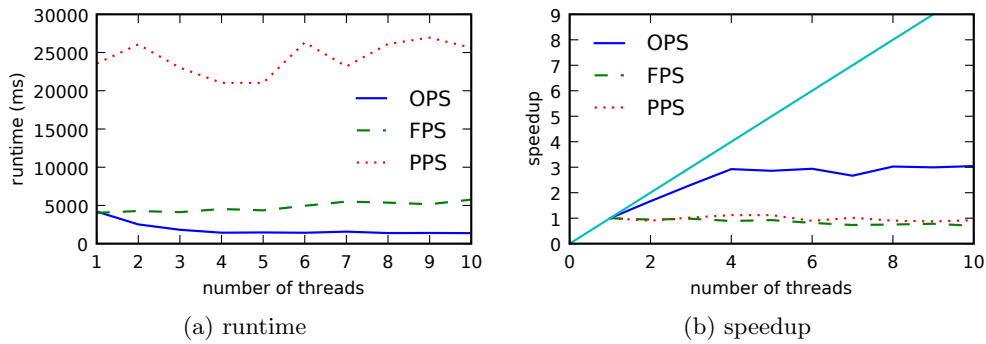 30000
25000
20000
15000
10000
5000
0
runtime (ms)
OPS
FPS
PPS
1 2 3 4 5 6 7 8 9 10
number of threads
(a) runtime
9
8
7
6
5
4
3
2
1
0
speedup
OPS
FPS
PPS
0 2 4 6 8 10
number of threads
(b) speedup